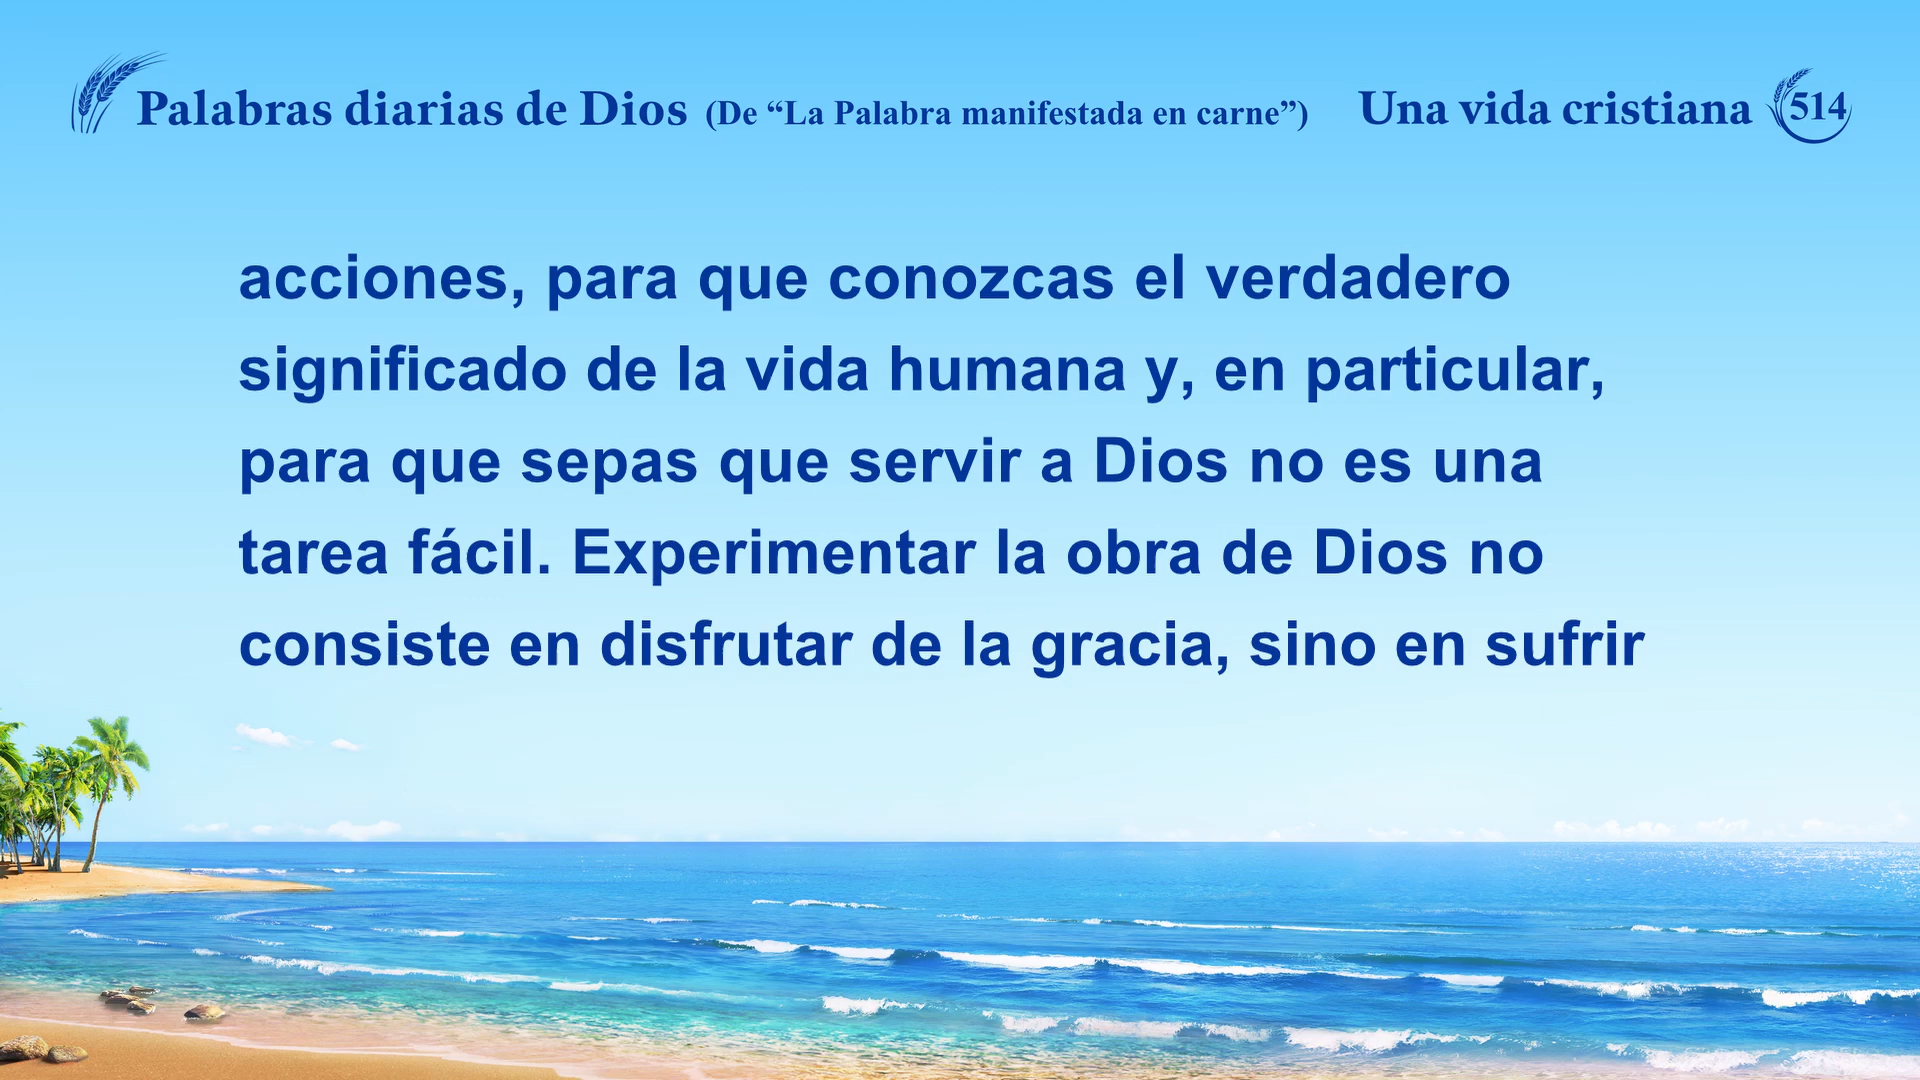 Palabras diarias de Dios (De “La Palabra manifestada en carne”) Una vida cristiana 514
acciones, para que conozcas el verdadero
significado de la vida humana y, en particular,
para que sepas que servir a Dios no es una
tarea fácil. Experimentar la obra de Dios no
consiste en disfrutar de la gracia, sino en sufrir